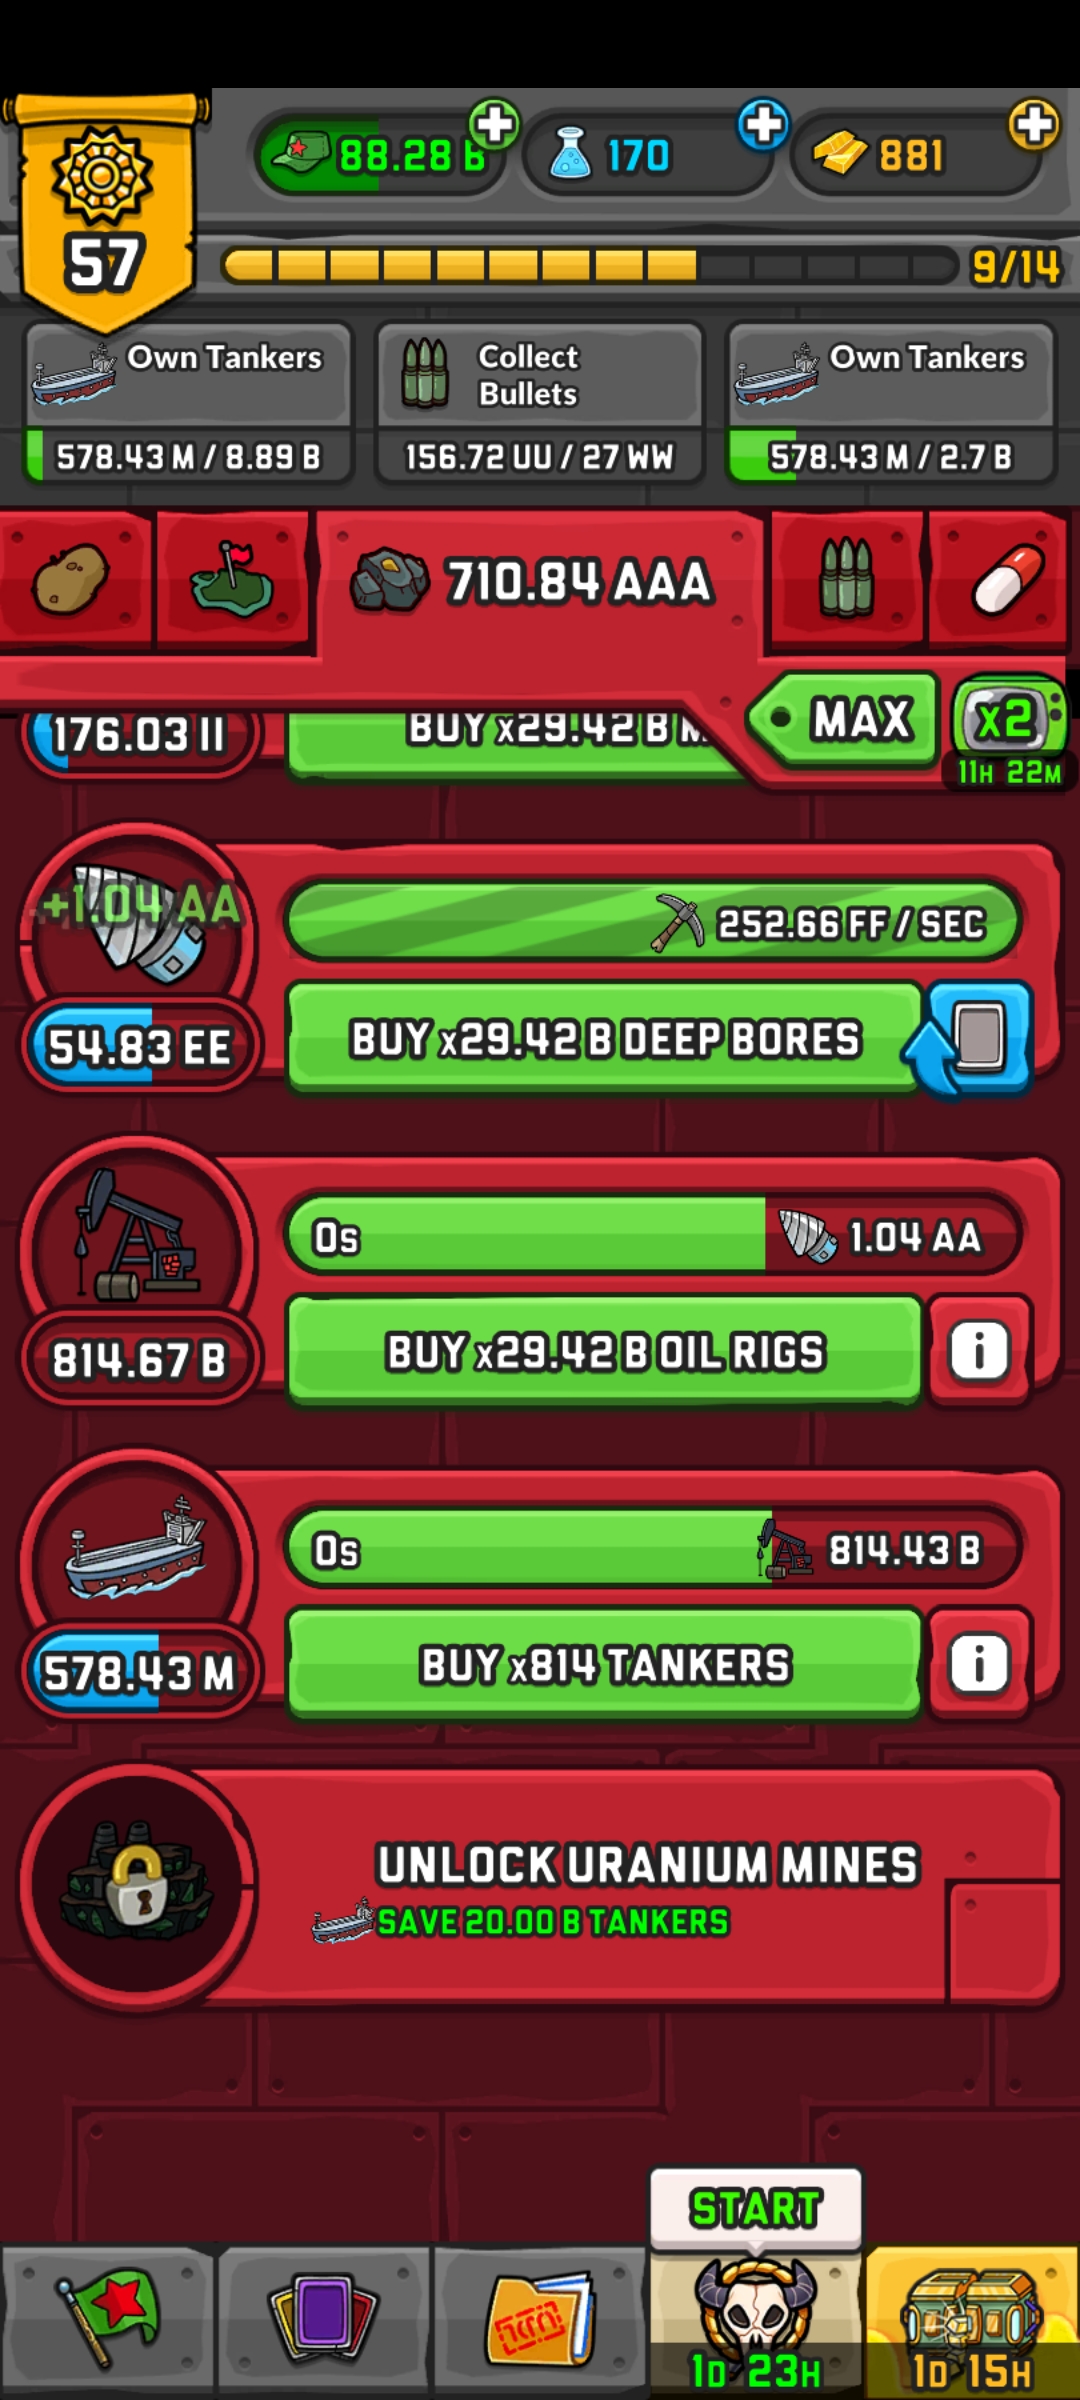 88.28 B
170
881
57
9/14
Own Tankers
578.43 M / 8.89 B
Collect
Bullets
156.72 UU / 27 WW
Own Tankers
578.43 M / 2.7 B
710.84 AAA
MAX
x2
11H 22M
176.03 II
BUY x29.42 B
+1.04 AA
252.66 FF / SEC
54.83 EE
BUY x29.42 B DEEP BORES
0s
1.04 AA
814.67 B
BUY x29.42 B OIL RIGS
i
0s
814.43 B
578.43 M
BUY x814 TANKERS
i
UNLOCK URANIUM MINES
SAVE 20.00 B TANKERS
START
1D 23H
1D 15H